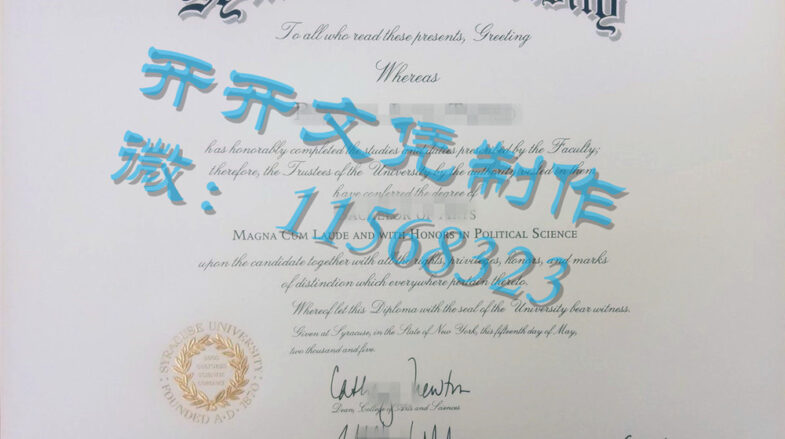 To all who read these presents, Greeting
Whereas
开开文凭制作
微：11568323
has honorably completed the studies and duties presented by the Faculty;
therefore, the Trustees of the University by the authority vested in them
have conferred the degree of
BACHELOR OF ARTS
MAGNA CUM LAUDE AND WITH HONORS IN POLITICAL SCIENCE
upon the candidate together with all the rights, privileges, honors, and marks
of distinction which everywhere pertain thereto.
Whereof let this Diploma with the seal of the University bear witness.
Given at Syracuse, in the State of New York, this fifteenth day of May,
two thousand and five.
SYRACUSE UNIVERSITY
FOUNDED A·D·1870
Newton
Dean, College of Arts and Sciences